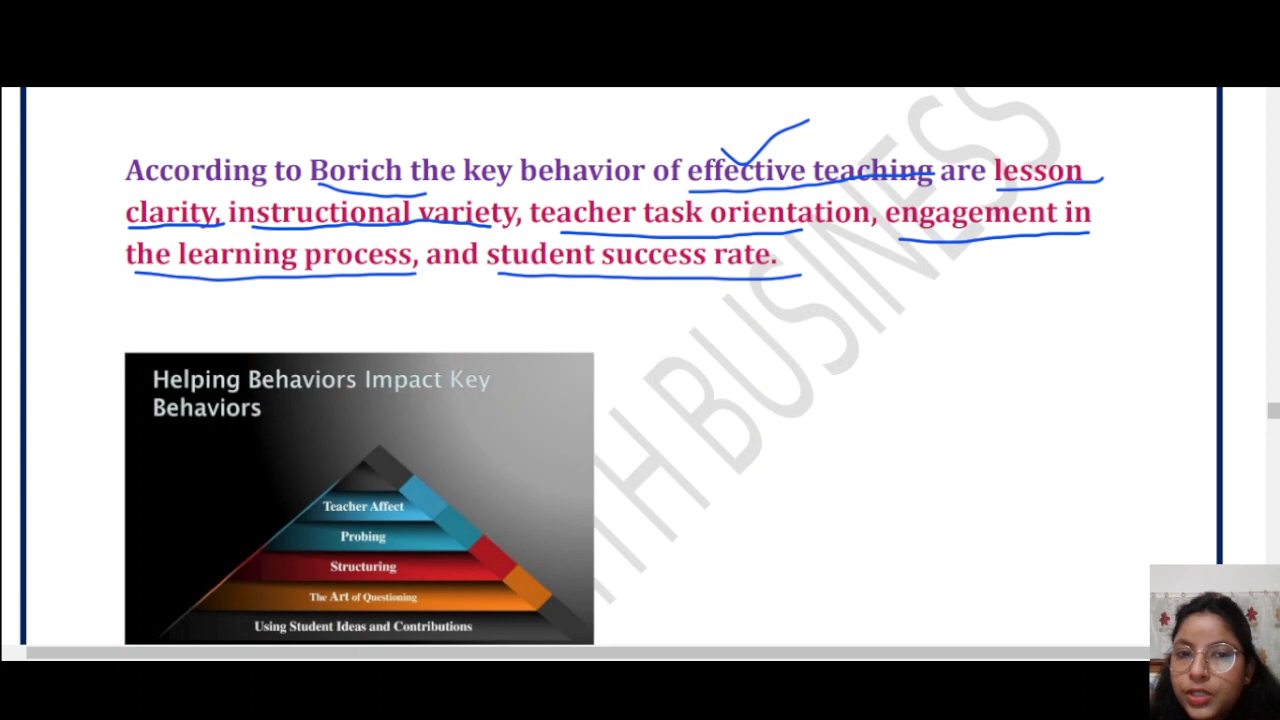 According to Borich the key behavior of effective teaching are lesson
clarity, instructional variety, teacher task orientation, engagement in
the learning process, and student success rate.
TH BUSINESS
Helping Behaviors Impact Key
Behaviors
Teacher Affect
Probing
Structuring
The Art of Questioning
Using Student Ideas and Contributions